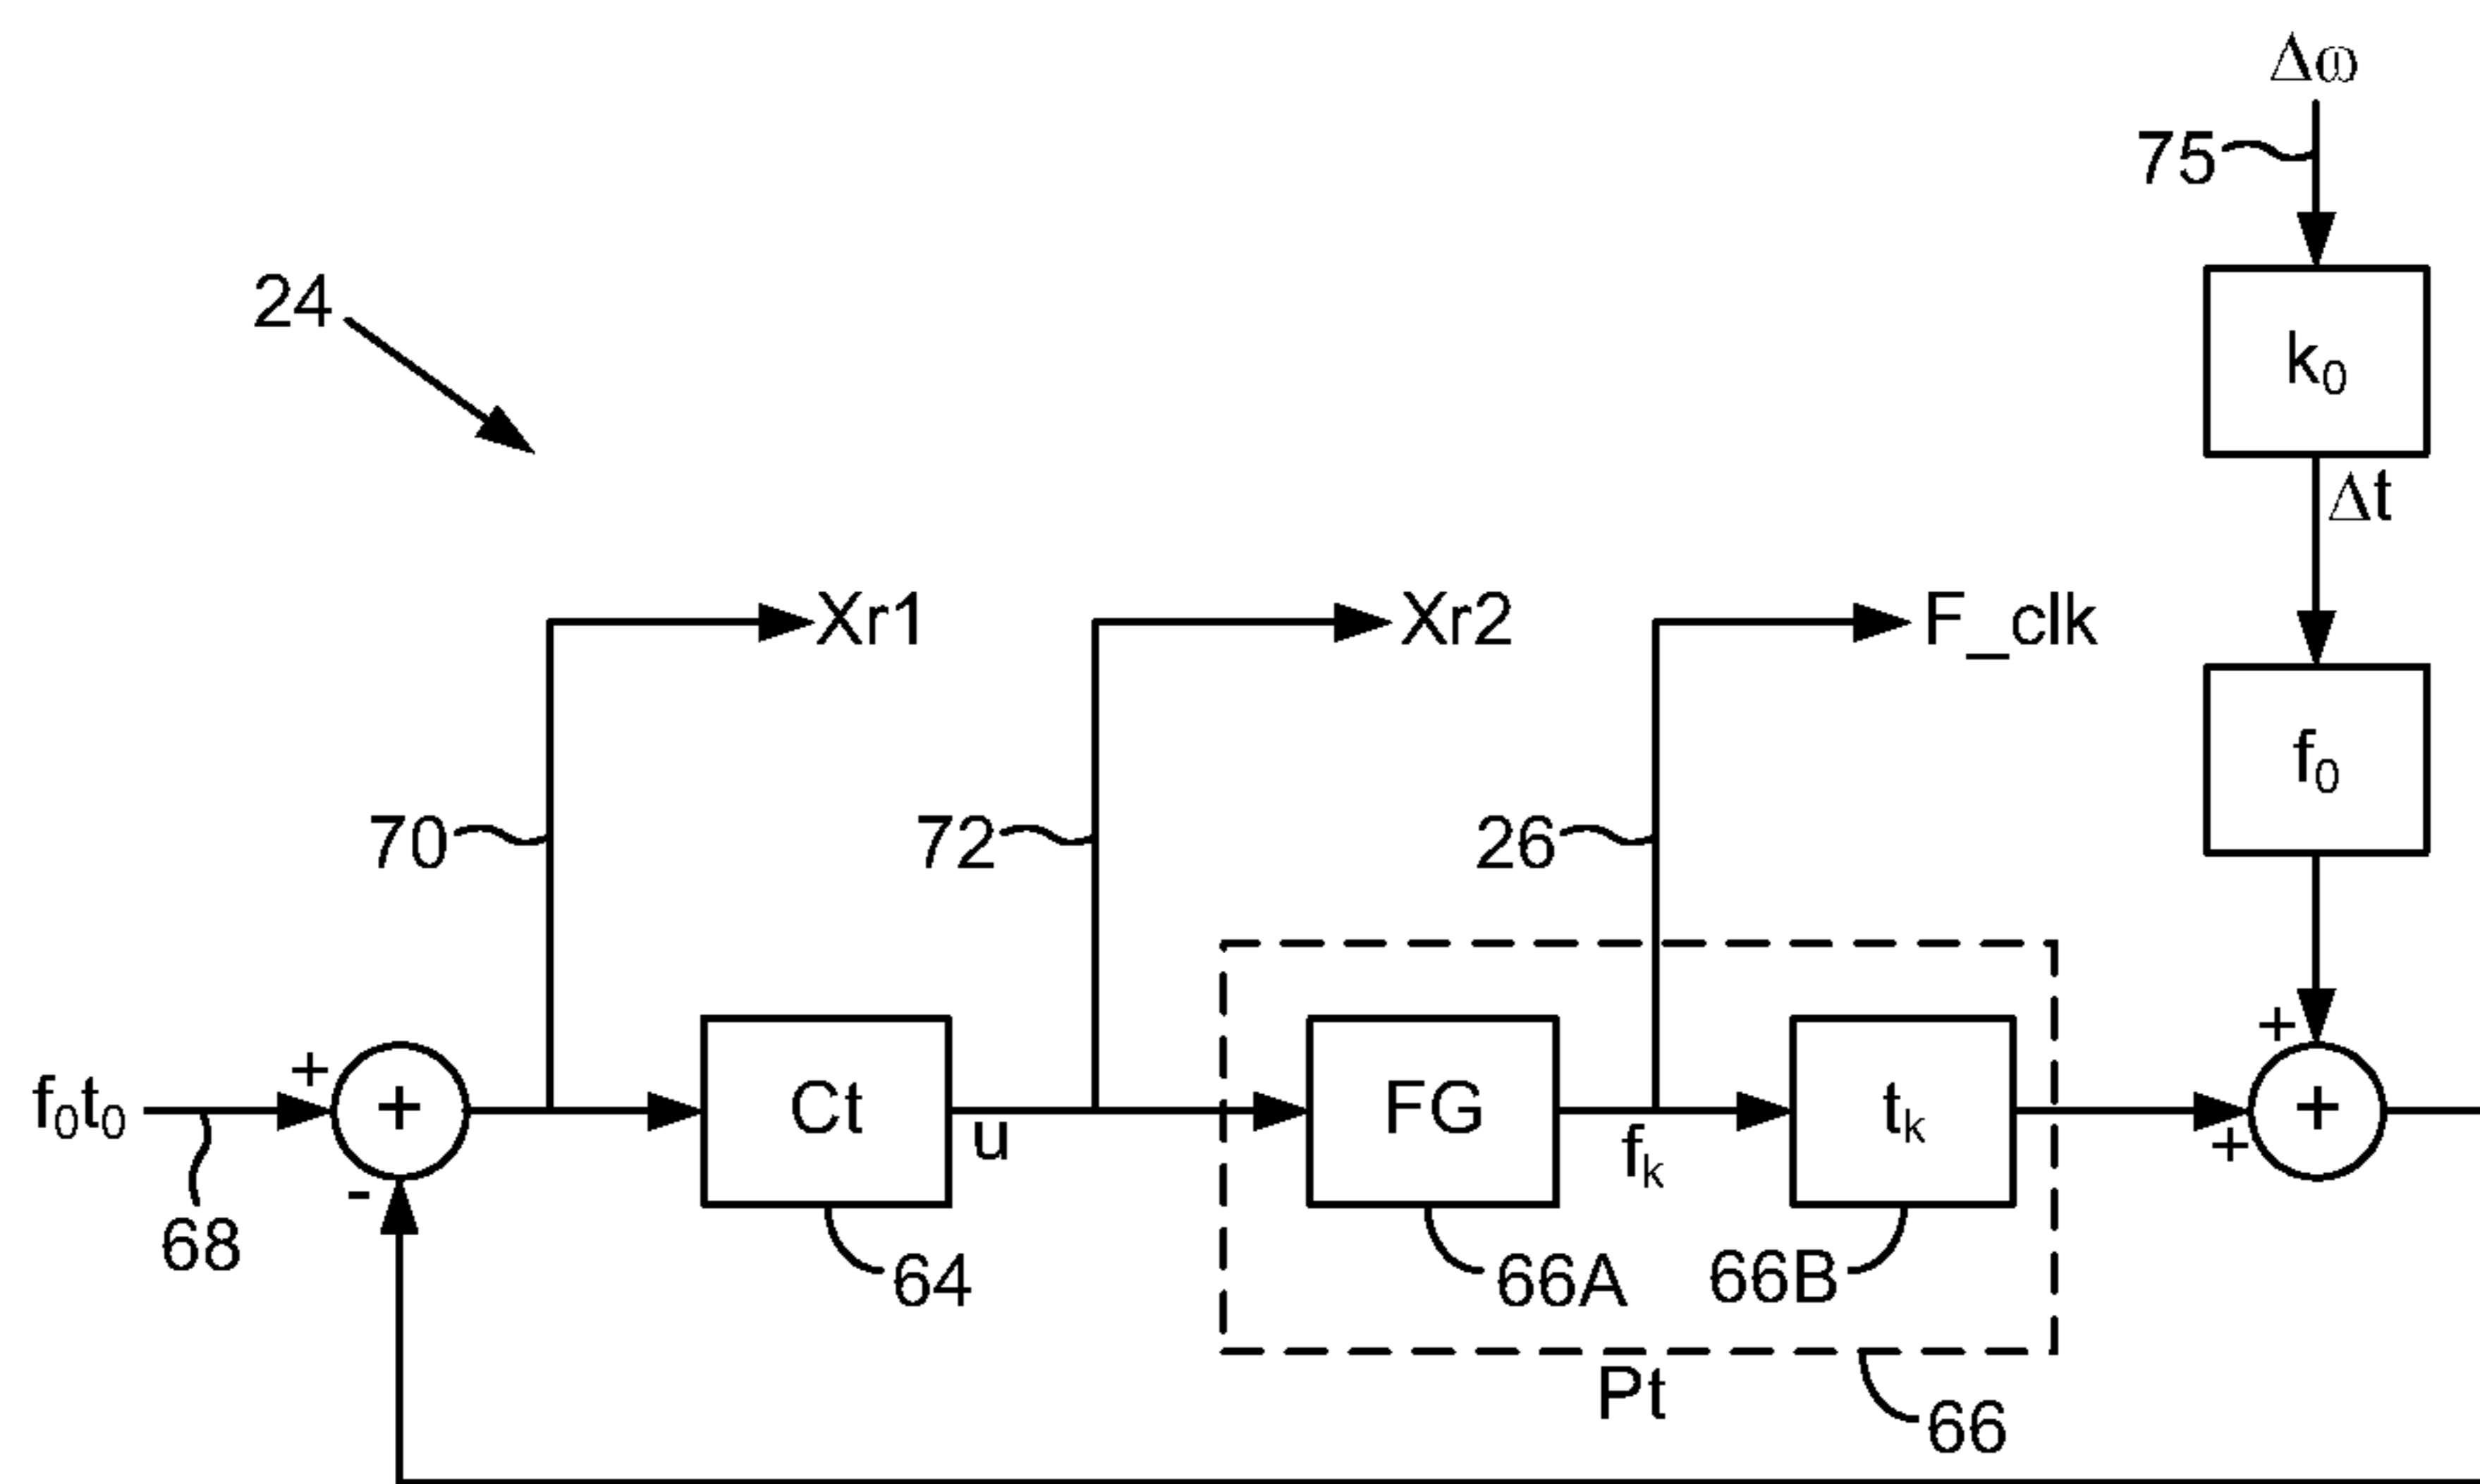 Δω
75
k₀
24
Δt
Xr1
Xr2
F_clk
f₀
70
72
26
+
+
f₀t₀
+
Ct
u
FG
fₖ
tₖ
+
+
-
68
64
66A
66B
Pt
66